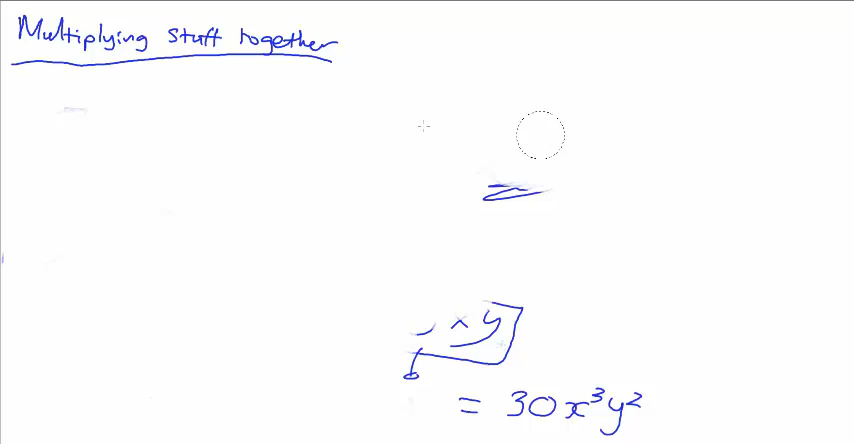 Multiplying stuff together
× y
= 30x³y²